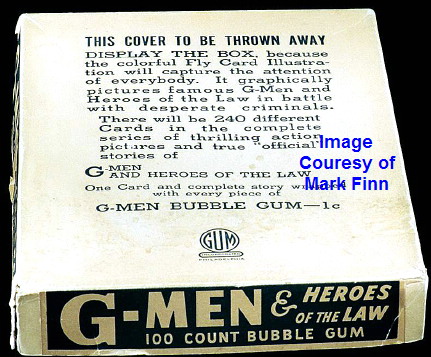 THIS COVER TO BE THROWN AWAY
DISPLAY THE BOX, because
the colorful Fly Card Illustra-
tion will capture the attention
of everybody. It graphically
pictures famous G-Men and
Heroes of the Law in battle
with desperate criminals.
There will be 240 different
Cards in the complete
series of thrilling action
pictures and true "official"
stories of
G-MEN
AND HEROES OF THE LAW
One Card and complete story wrapped
with every piece of
G-MEN BUBBLE GUM—1c
Image
Couresy of
Mark Finn
GUM
INCORPORATED
PHILADELPHIA
G-MEN & HEROES
OF THE LAW
100 COUNT BUBBLE GUM